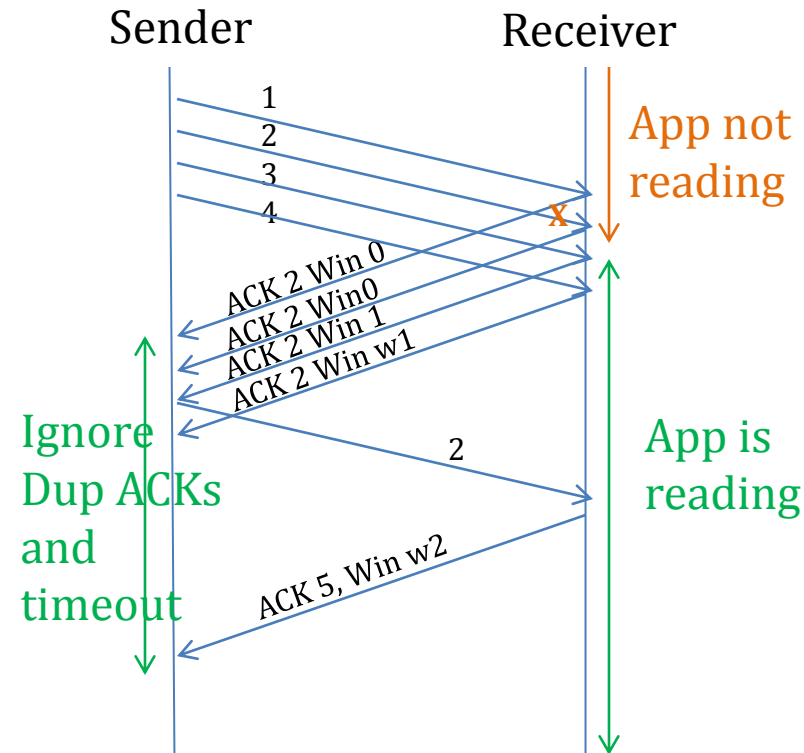 Sender
Receiver
1
2
3
4
App not
reading
X
ACK 2 Win 0
ACK 2 Win0
ACK 2 Win 1
ACK 2 Win w1
Ignore
Dup ACKs
and
timeout
2
App is
reading
ACK 5, Win w2